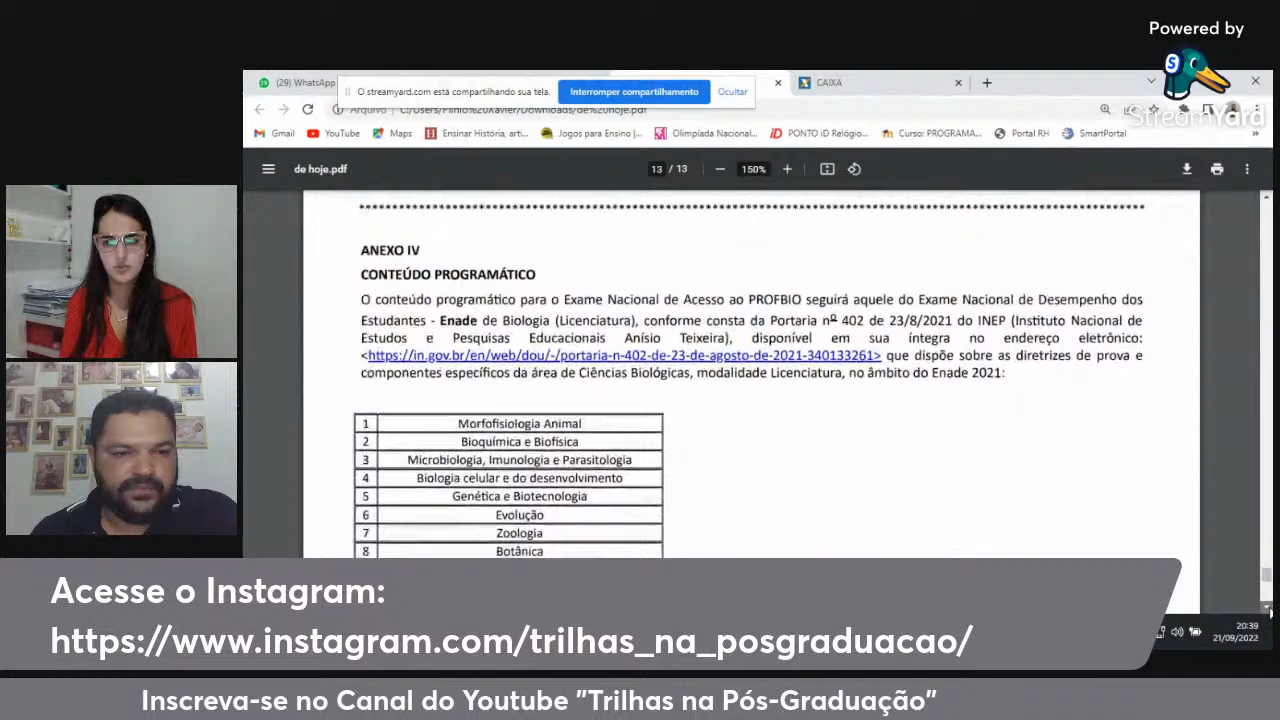 Powered by
StreamYard
(29) WhatsApp
O streamyard.com está compartilhando sua tela.
Interromper compartilhamento
Ocultar
CAIXA
Arquivo
C:/Users/Plinio%20Xavier/Downloads/de%20hoje.pdf
Gmail
YouTube
Maps
Ensinar História, arti...
Jogos para Ensino |...
Olimpíada Nacional...
PONTO iD Relógio...
Curso: PROGRAMA...
Portal RH
SmartPortal
de hoje.pdf
13 / 13
150%
ANEXO IV
CONTEÚDO PROGRAMÁTICO
O conteúdo programático para o Exame Nacional de Acesso ao PROFBIO seguirá aquele do Exame Nacional de Desempenho dos
Estudantes - Enade de Biologia (Licenciatura), conforme consta da Portaria nº 402 de 23/8/2021 do INEP (Instituto Nacional de
Estudos e Pesquisas Educacionais Anísio Teixeira), disponível em sua íntegra no endereço eletrônico:
<https://in.gov.br/en/web/dou/-/portaria-n-402-de-23-de-agosto-de-2021-340133261> que dispõe sobre as diretrizes de prova e
componentes específicos da área de Ciências Biológicas, modalidade Licenciatura, no âmbito do Enade 2021:
1 Morfofisiologia Animal
2 Bioquímica e Biofísica
3 Microbiologia, Imunologia e Parasitologia
4 Biologia celular e do desenvolvimento
5 Genética e Biotecnologia
6 Evolução
7 Zoologia
8 Botânica
Acesse o Instagram:
https://www.instagram.com/trilhas_na_posgraduacao/
20:39
21/09/2022
Inscreva-se no Canal do Youtube "Trilhas na Pós-Graduação"